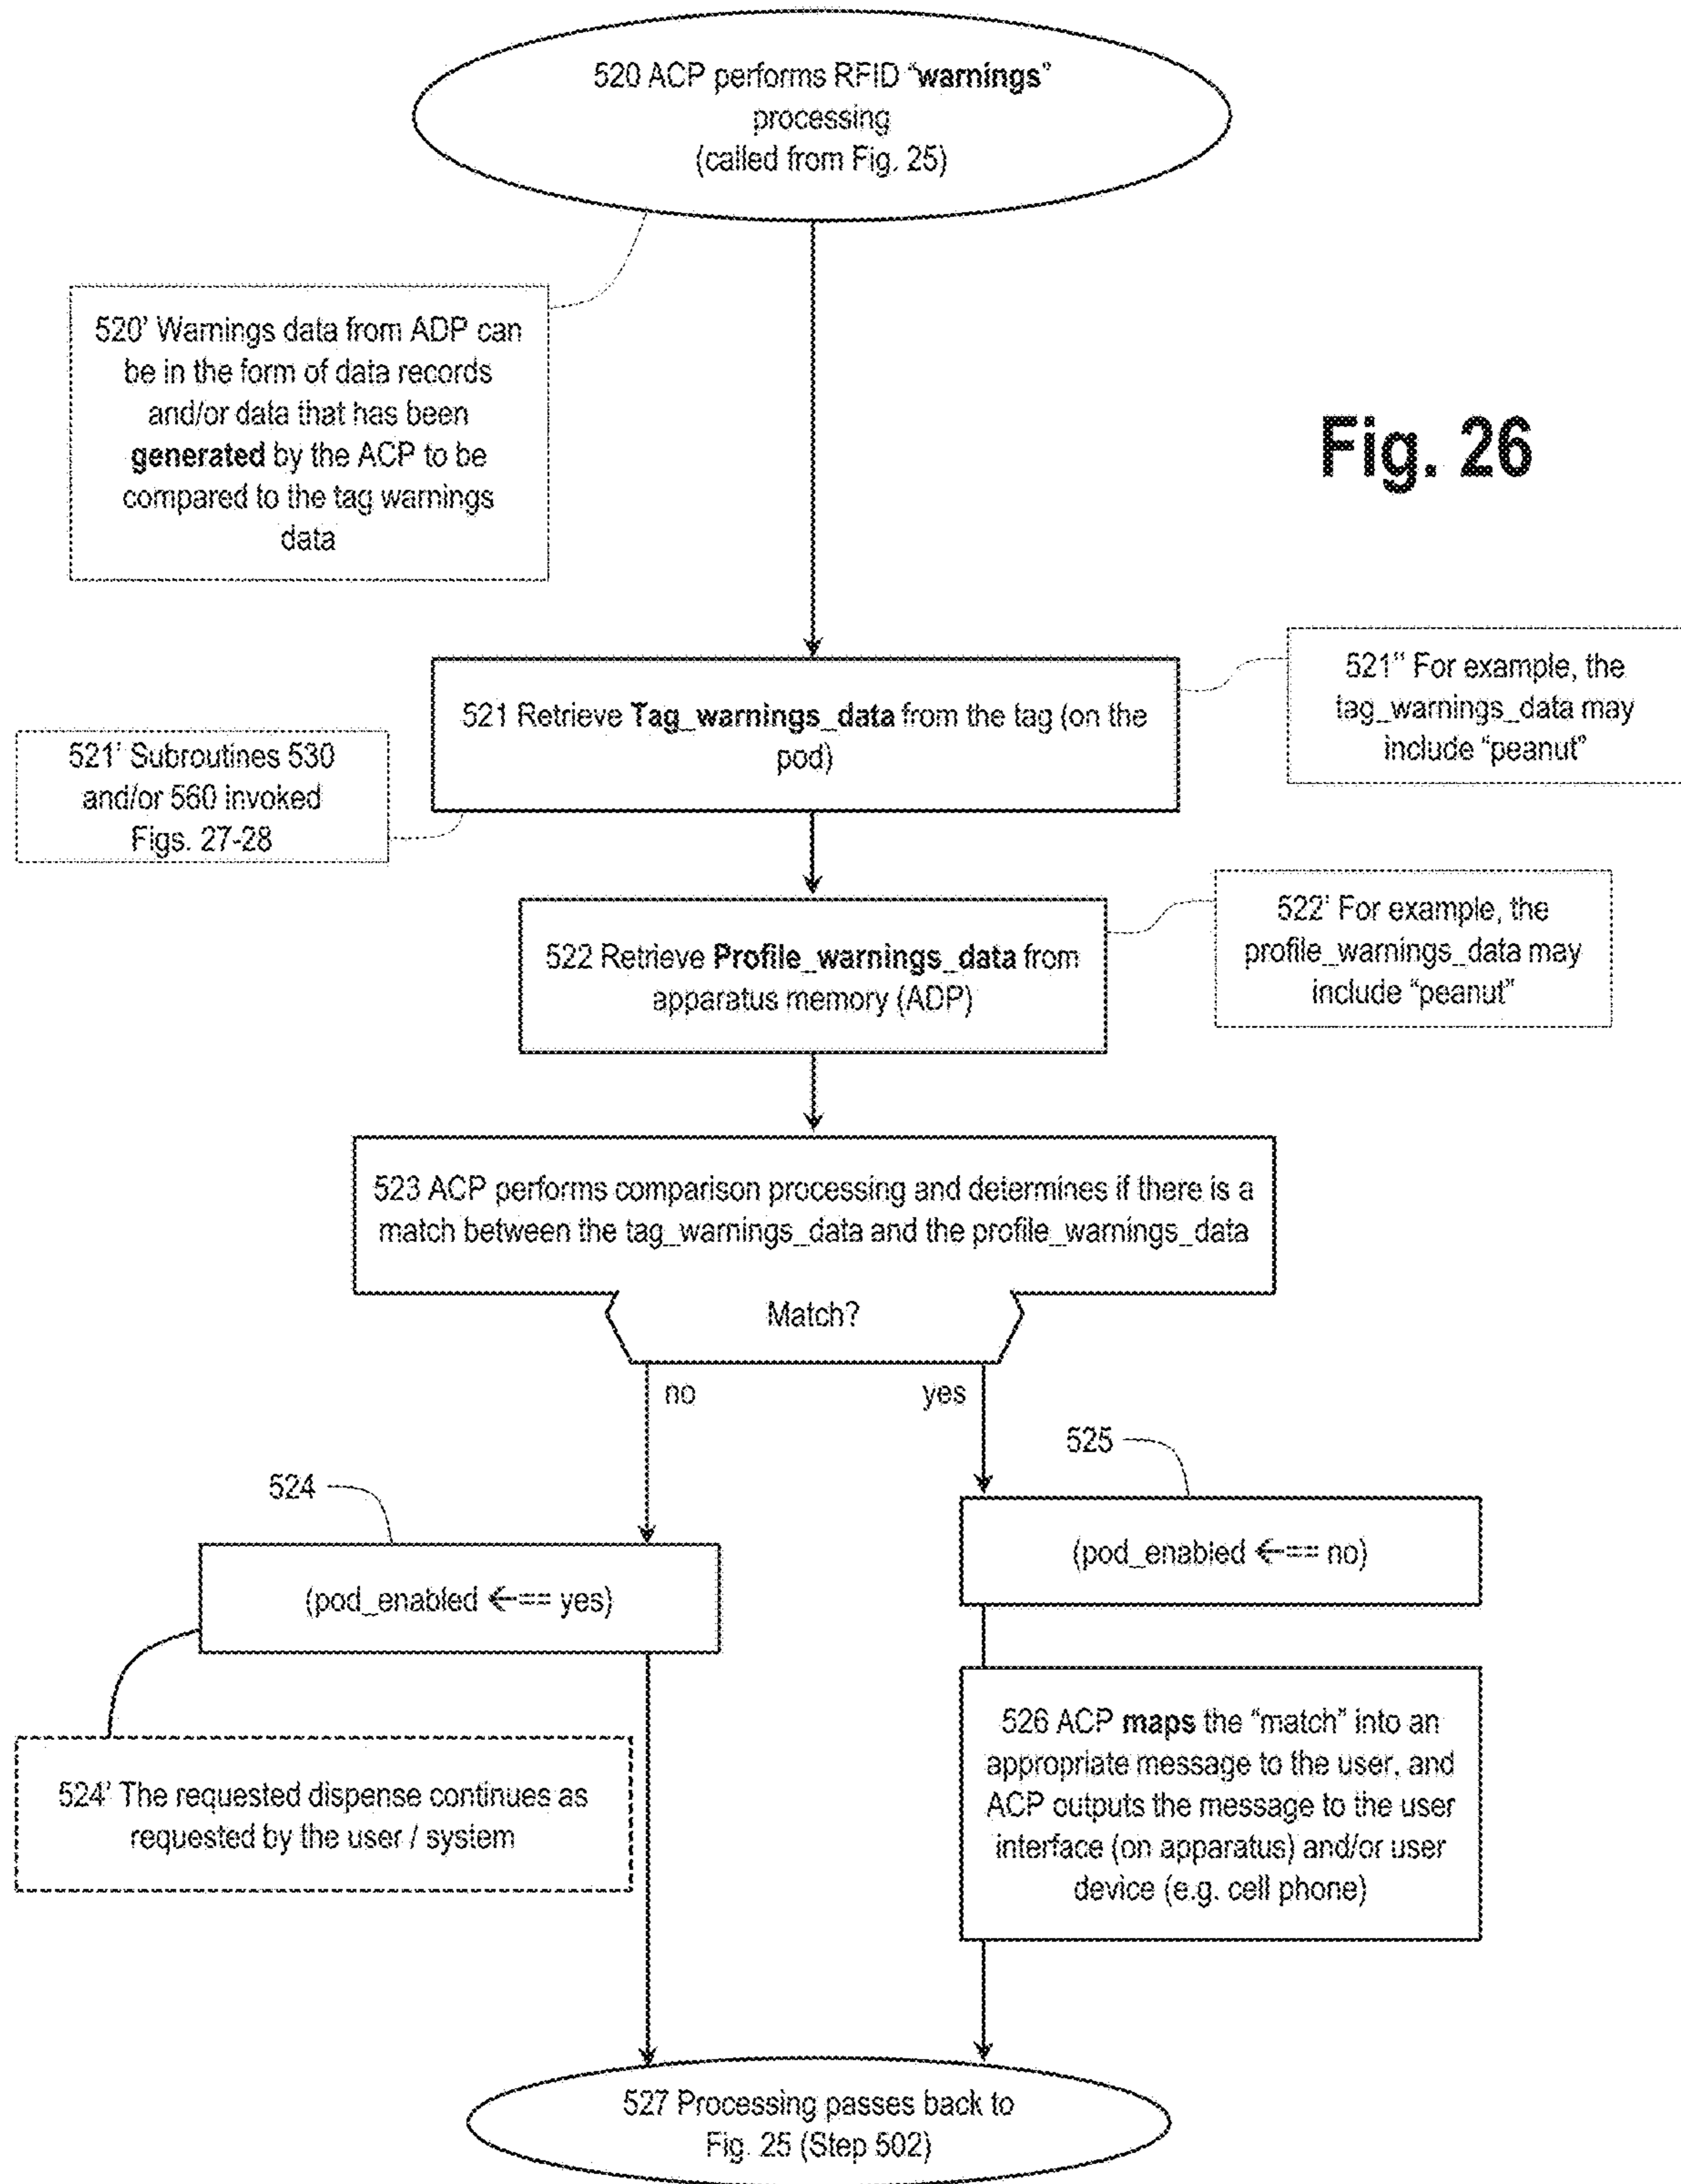 520 ACP performs RFID “warnings”
processing
(called from Fig. 25)
520' Warnings data from ADP can
be in the form of data records
and/or data that has been
generated by the ACP to be
compared to the tag warnings
data
Fig. 26
521 Retrieve Tag_warnings_data from the tag (on the
pod)
521'' For example, the
tag_warnings_data may
include “peanut”
521' Subroutines 530
and/or 560 invoked
Figs. 27-28
522 Retrieve Profile_warnings_data from
apparatus memory (ADP)
522' For example, the
profile_warnings_data may
include “peanut”
523 ACP performs comparison processing and determines if there is a
match between the tag_warnings_data and the profile_warnings_data
Match?
no
yes
524
525
(pod_enabled ←== yes)
(pod_enabled ←== no)
524' The requested dispense continues as
requested by the user / system
526 ACP maps the “match” into an
appropriate message to the user, and
ACP outputs the message to the user
interface (on apparatus) and/or user
device (e.g. cell phone)
527 Processing passes back to
Fig. 25 (Step 502)